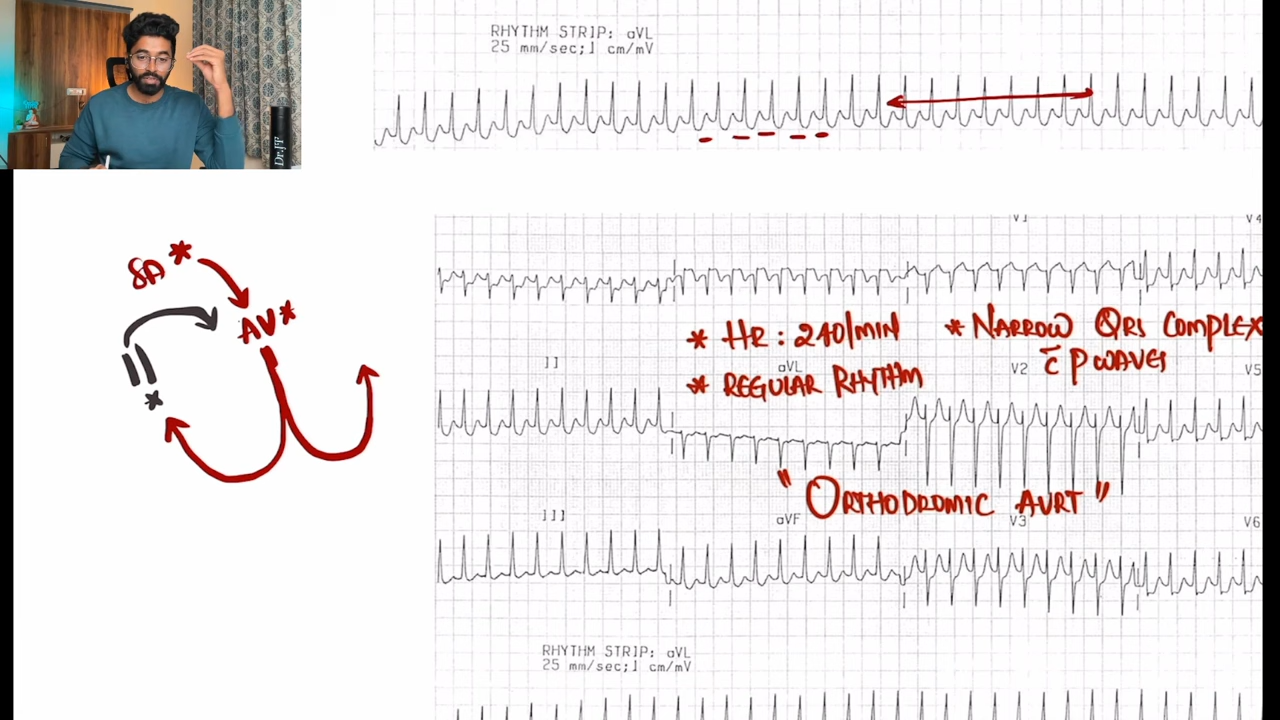 RHYTHM STRIP: aVL
25 mm/sec;1 cm/mV
Dr.JT
SA *
AV*
*
V1
V4
* HR: 240/MIN
* NARROW QRS COMPLEX
c̄ P WAVES
II
aVL
V2
V5
* REGULAR RHYTHM
" ORTHODROMIC AVRT "
III
aVF
V3
V6
RHYTHM STRIP: aVL
25 mm/sec;1 cm/mV